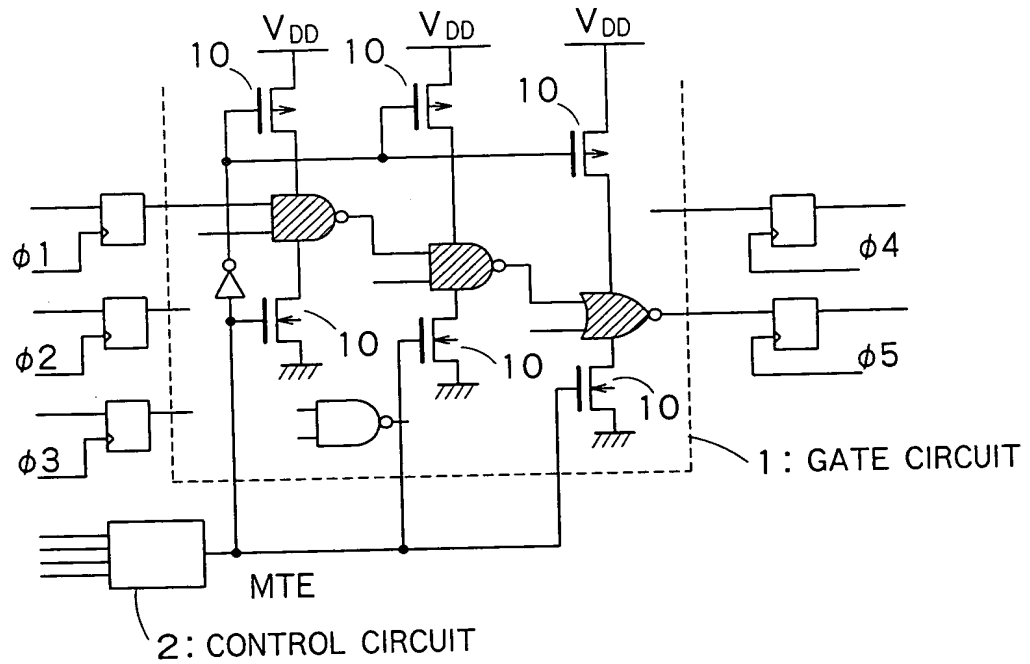 VDD
VDD
VDD
10
10
10
ϕ1
ϕ4
ϕ2
10
10
10
ϕ5
ϕ3
1: GATE CIRCUIT
MTE
2: CONTROL CIRCUIT